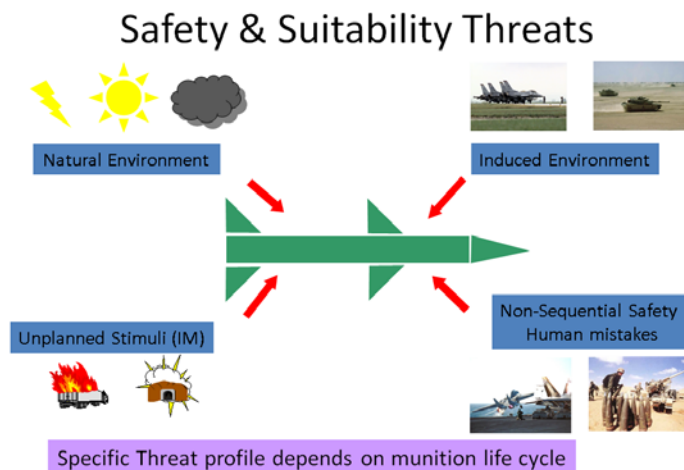 Safety & Suitability Threats
Natural Environment
Induced Environment
Unplanned Stimuli (IM)
Non-Sequential Safety
Human mistakes
Specific Threat profile depends on munition life cycle